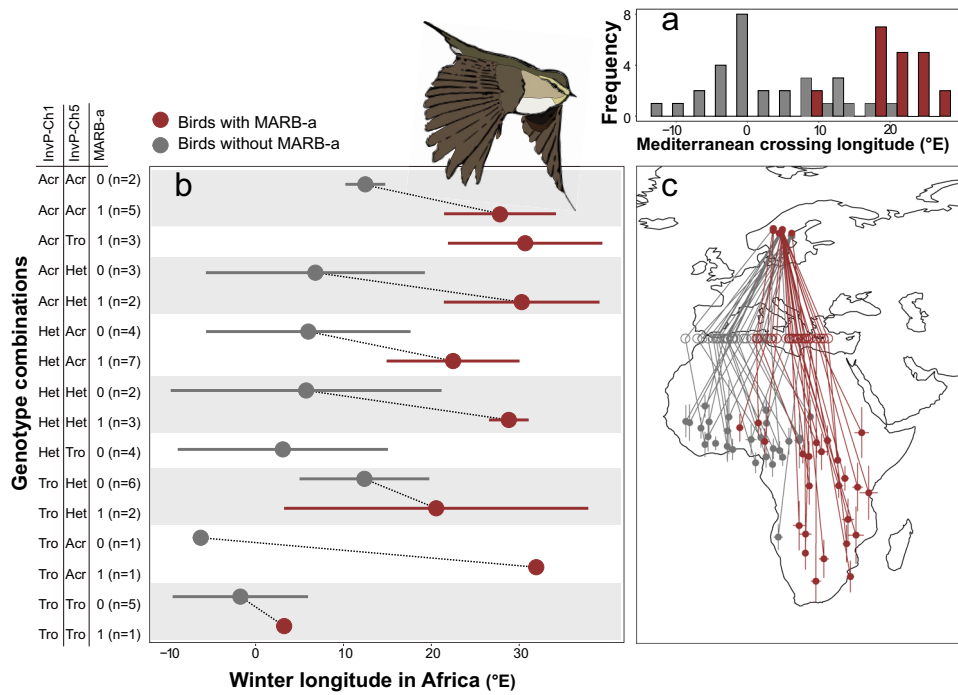 a
Frequency
8
4
0
-10
0
10
20
Mediterranean crossing longitude (°E)
Birds with MARB-a
Birds without MARB-a
InvP-Ch1
InvP-Ch5
MARB-a
Genotype combinations
b
Acr Acr 0 (n=2)
Acr Acr 1 (n=5)
Acr Tro 1 (n=3)
Acr Het 0 (n=3)
Acr Het 1 (n=2)
Het Acr 0 (n=4)
Het Acr 1 (n=7)
Het Het 0 (n=2)
Het Het 1 (n=3)
Het Tro 0 (n=4)
Tro Het 0 (n=6)
Tro Het 1 (n=2)
Tro Acr 0 (n=1)
Tro Acr 1 (n=1)
Tro Tro 0 (n=5)
Tro Tro 1 (n=1)
−10 0 10 20 30
Winter longitude in Africa (°E)
c